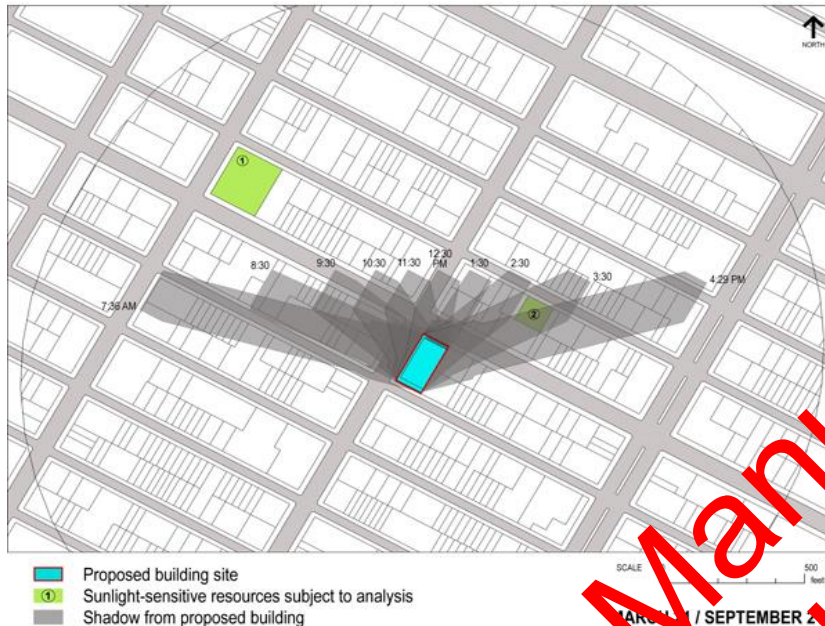 NORTH
①
12:30
PM
8:30
9:30
10:30
11:30
1:30
2:30
3:30
4:29 PM
7:36 AM
②
Proposed building site
① Sunlight-sensitive resources subject to analysis
Shadow from proposed building
SCALE
500
feet
/ SEPTEMBER
Manu